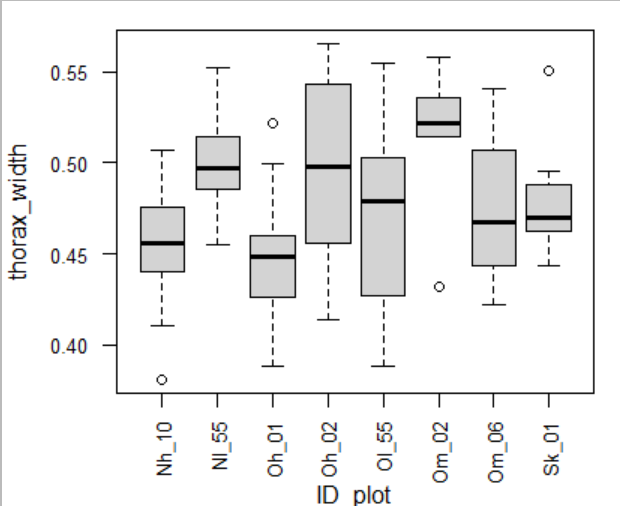 thorax_width
0.55
0.50
0.45
0.40
Nh_10
Nl_55
Oh_01
Oh_02
Ol_55
Om_02
Om_06
Sk_01
ID_plot